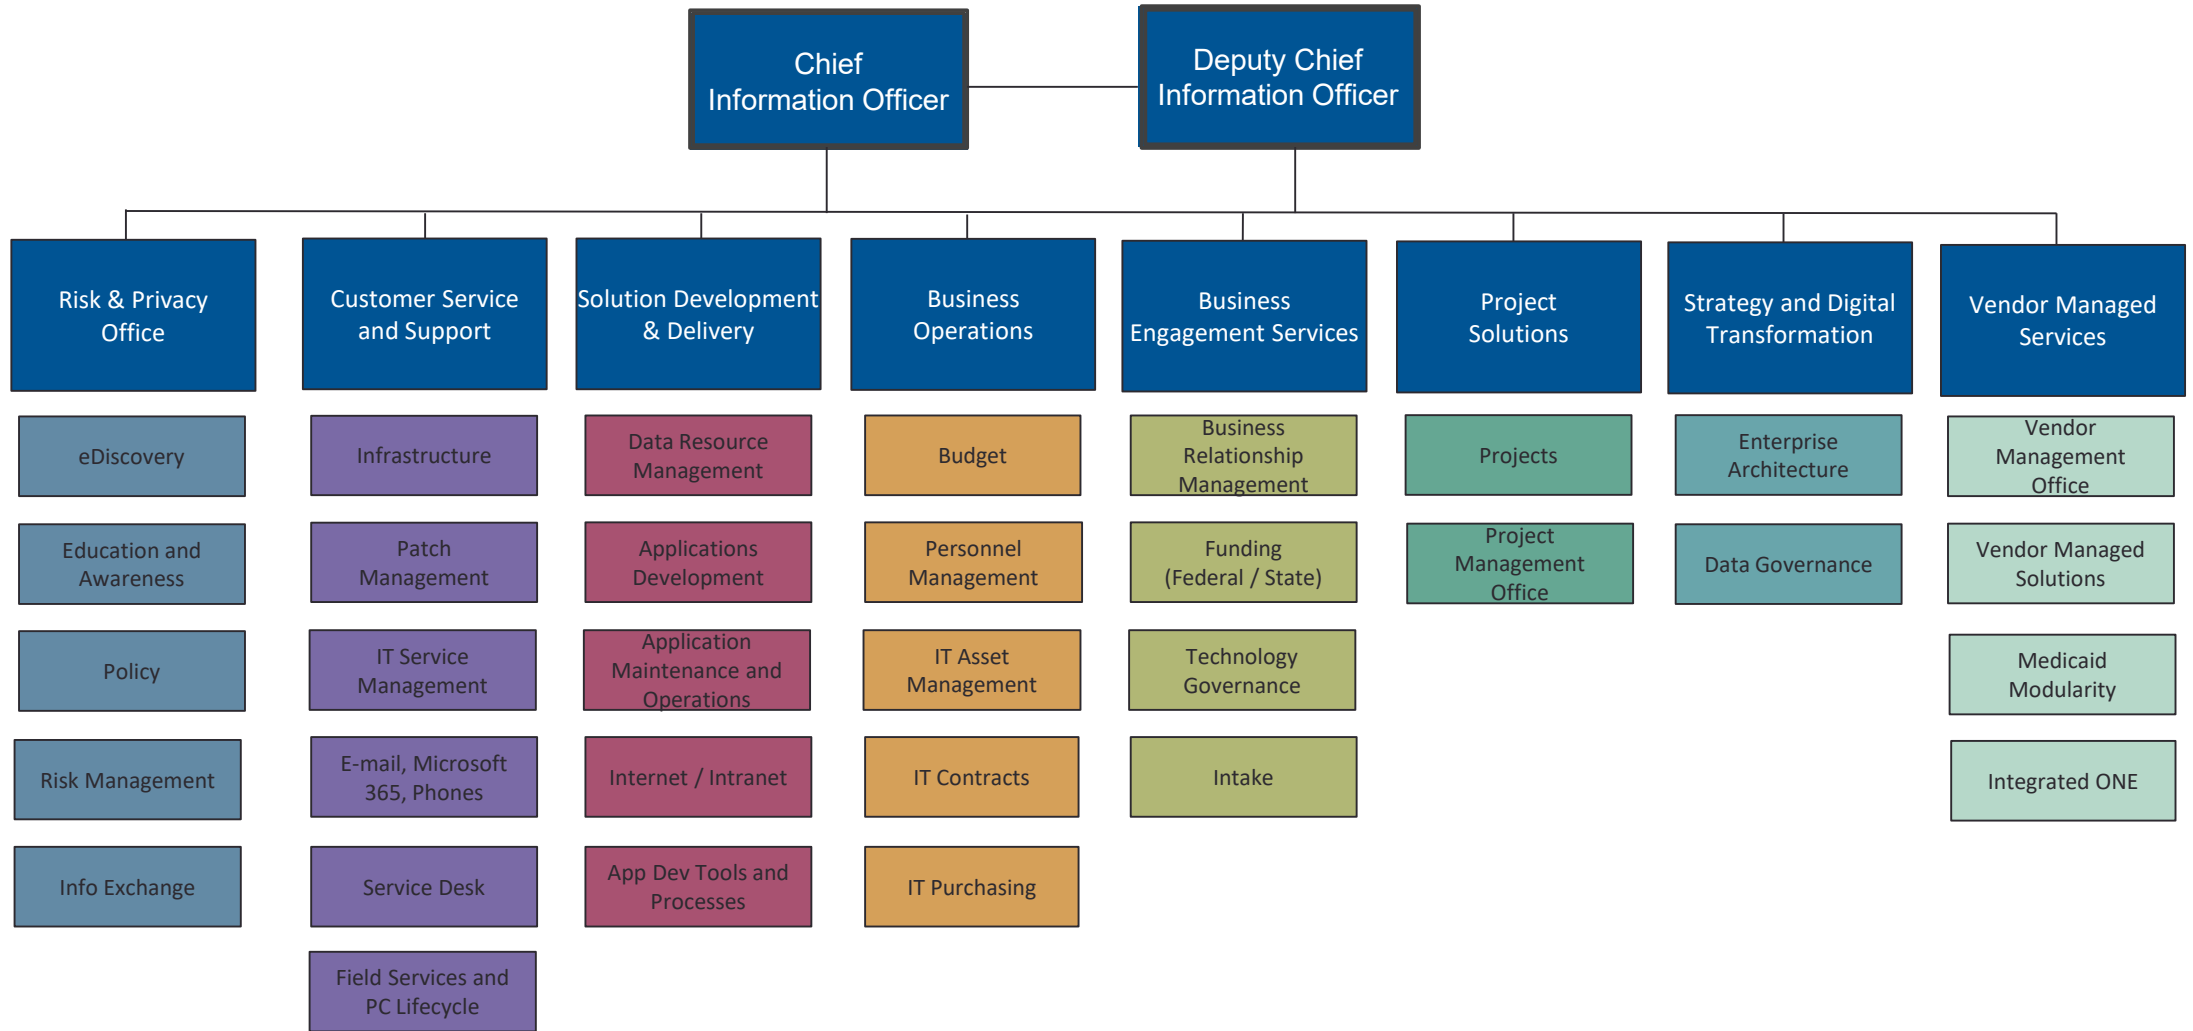 Chief
Information Officer
Deputy Chief
Information Officer
Risk & Privacy
Office
Customer Service
and Support
Solution Development
& Delivery
Business
Operations
Business
Engagement Services
Project
Solutions
Strategy and Digital
Transformation
Vendor Managed
Services
eDiscovery
Education and
Awareness
Policy
Risk Management
Info Exchange
Infrastructure
Patch
Management
IT Service
Management
E-mail, Microsoft
365, Phones
Service Desk
Field Services and
PC Lifecycle
Data Resource
Management
Applications
Development
Application
Maintenance and
Operations
Internet / Intranet
App Dev Tools and
Processes
Budget
Personnel
Management
IT Asset
Management
IT Contracts
IT Purchasing
Business
Relationship
Management
Funding
(Federal / State)
Technology
Governance
Intake
Projects
Project
Management
Office
Enterprise
Architecture
Data Governance
Vendor
Management
Office
Vendor Managed
Solutions
Medicaid
Modularity
Integrated ONE